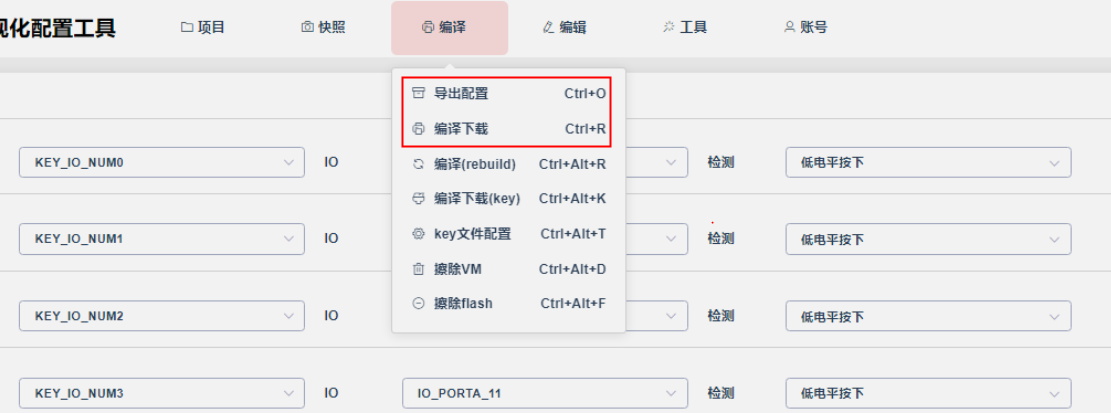 视化配置工具 项目 快照 编译 编辑 工具 账号
导出配置 Ctrl+O
编译下载 Ctrl+R
KEY_IO_NUM0 IO 编译(rebuild) Ctrl+Alt+R 检测 低电平按下
编译下载(key) Ctrl+Alt+K
KEY_IO_NUM1 IO key文件配置 Ctrl+Alt+T 检测 低电平按下
擦除VM Ctrl+Alt+D
擦除flash Ctrl+Alt+F
KEY_IO_NUM2 IO 检测 低电平按下
KEY_IO_NUM3 IO IO_PORTA_11 检测 低电平按下